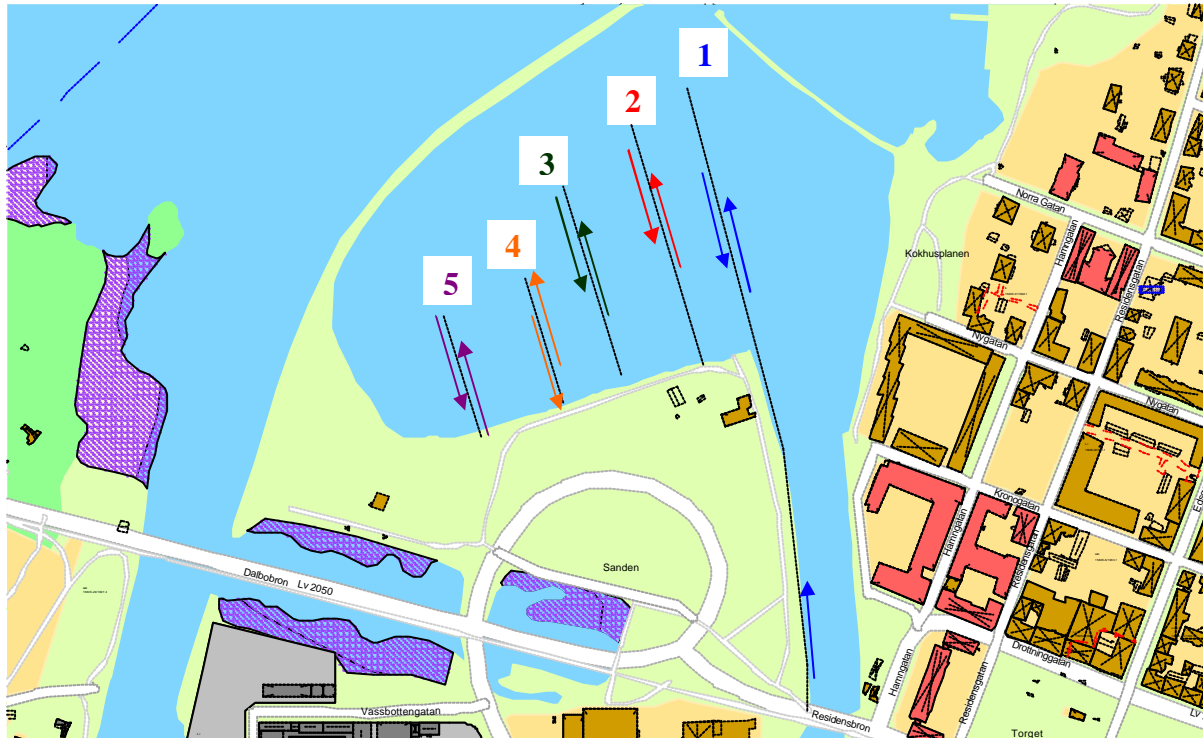 1
2
3
4
5
Norra Gatan
Hamngatan
Residensgatan
Kokhusplanen
Nygatan
Nygatan
Kronogatan
Hamngatan
Residensgatan
Sanden
Dalbobron Lv 2050
Drottninggatan
Hamngatan
Residensgatan
Vassbottengatan
Residensbron
Torget